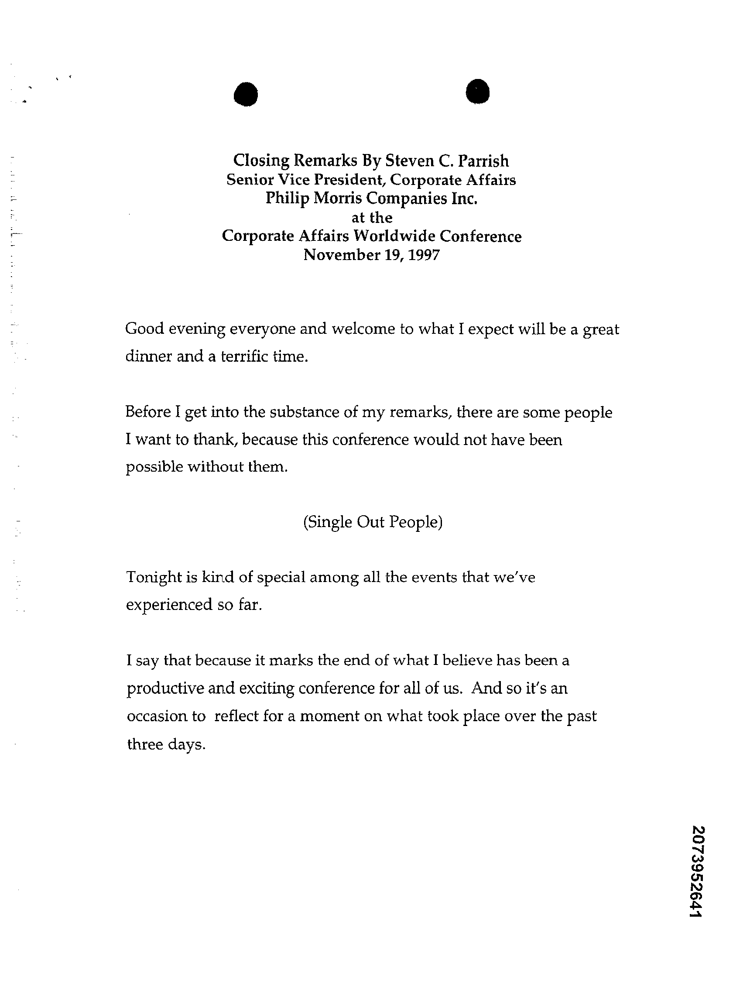 Closing Remarks By Steven C. Parrish
Senior Vice President, Corporate Affairs
Philip Morris Companies Inc.
at the
Corporate Affairs Worldwide Conference
November 19, 1997
Good evening everyone and welcome to what I expect will be a great
dinner and a terrific time.
Before I get into the substance of my remarks, there are some people
I want to thank, because this conference would not have been
possible without them.
(Single Out People)
Tonight is kind of special among all the events that we've
experienced so far.
I say that because it marks the end of what I believe has been a
productive and exciting conference for all of us.  And so it's an
occasion to  reflect for a moment on what took place over the past
three days.
2073952641